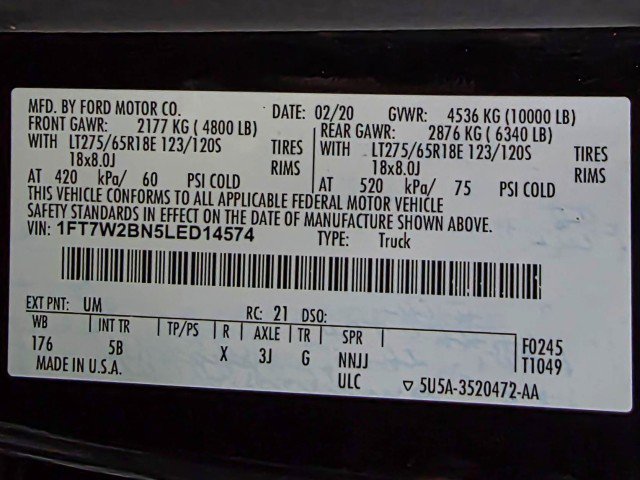 MFD. BY FORD MOTOR CO. DATE: 02/20 GVWR: 4536 KG (10000 LB)
FRONT GAWR: 2177 KG (4800 LB) REAR GAWR: 2876 KG (6340 LB)
WITH LT275/65R18E 123/120S TIRES WITH LT275/65R18E 123/120S TIRES
18x8.0J RIMS 18x8.0J RIMS
AT 420 kPa/ 60 PSI COLD AT 520 kPa/ 75 PSI COLD
THIS VEHICLE CONFORMS TO ALL APPLICABLE FEDERAL MOTOR VEHICLE
SAFETY STANDARDS IN EFFECT ON THE DATE OF MANUFACTURE SHOWN ABOVE.
VIN: 1FT7W2BN5LED14574 TYPE: Truck
EXT PNT: UM RC: 21 DSO:
WB INT TR TP/PS R AXLE TR SPR F0245
176 5B X 3J G NNJJ T1049
MADE IN U.S.A. ULC ▽ 5U5A-3520472-AA